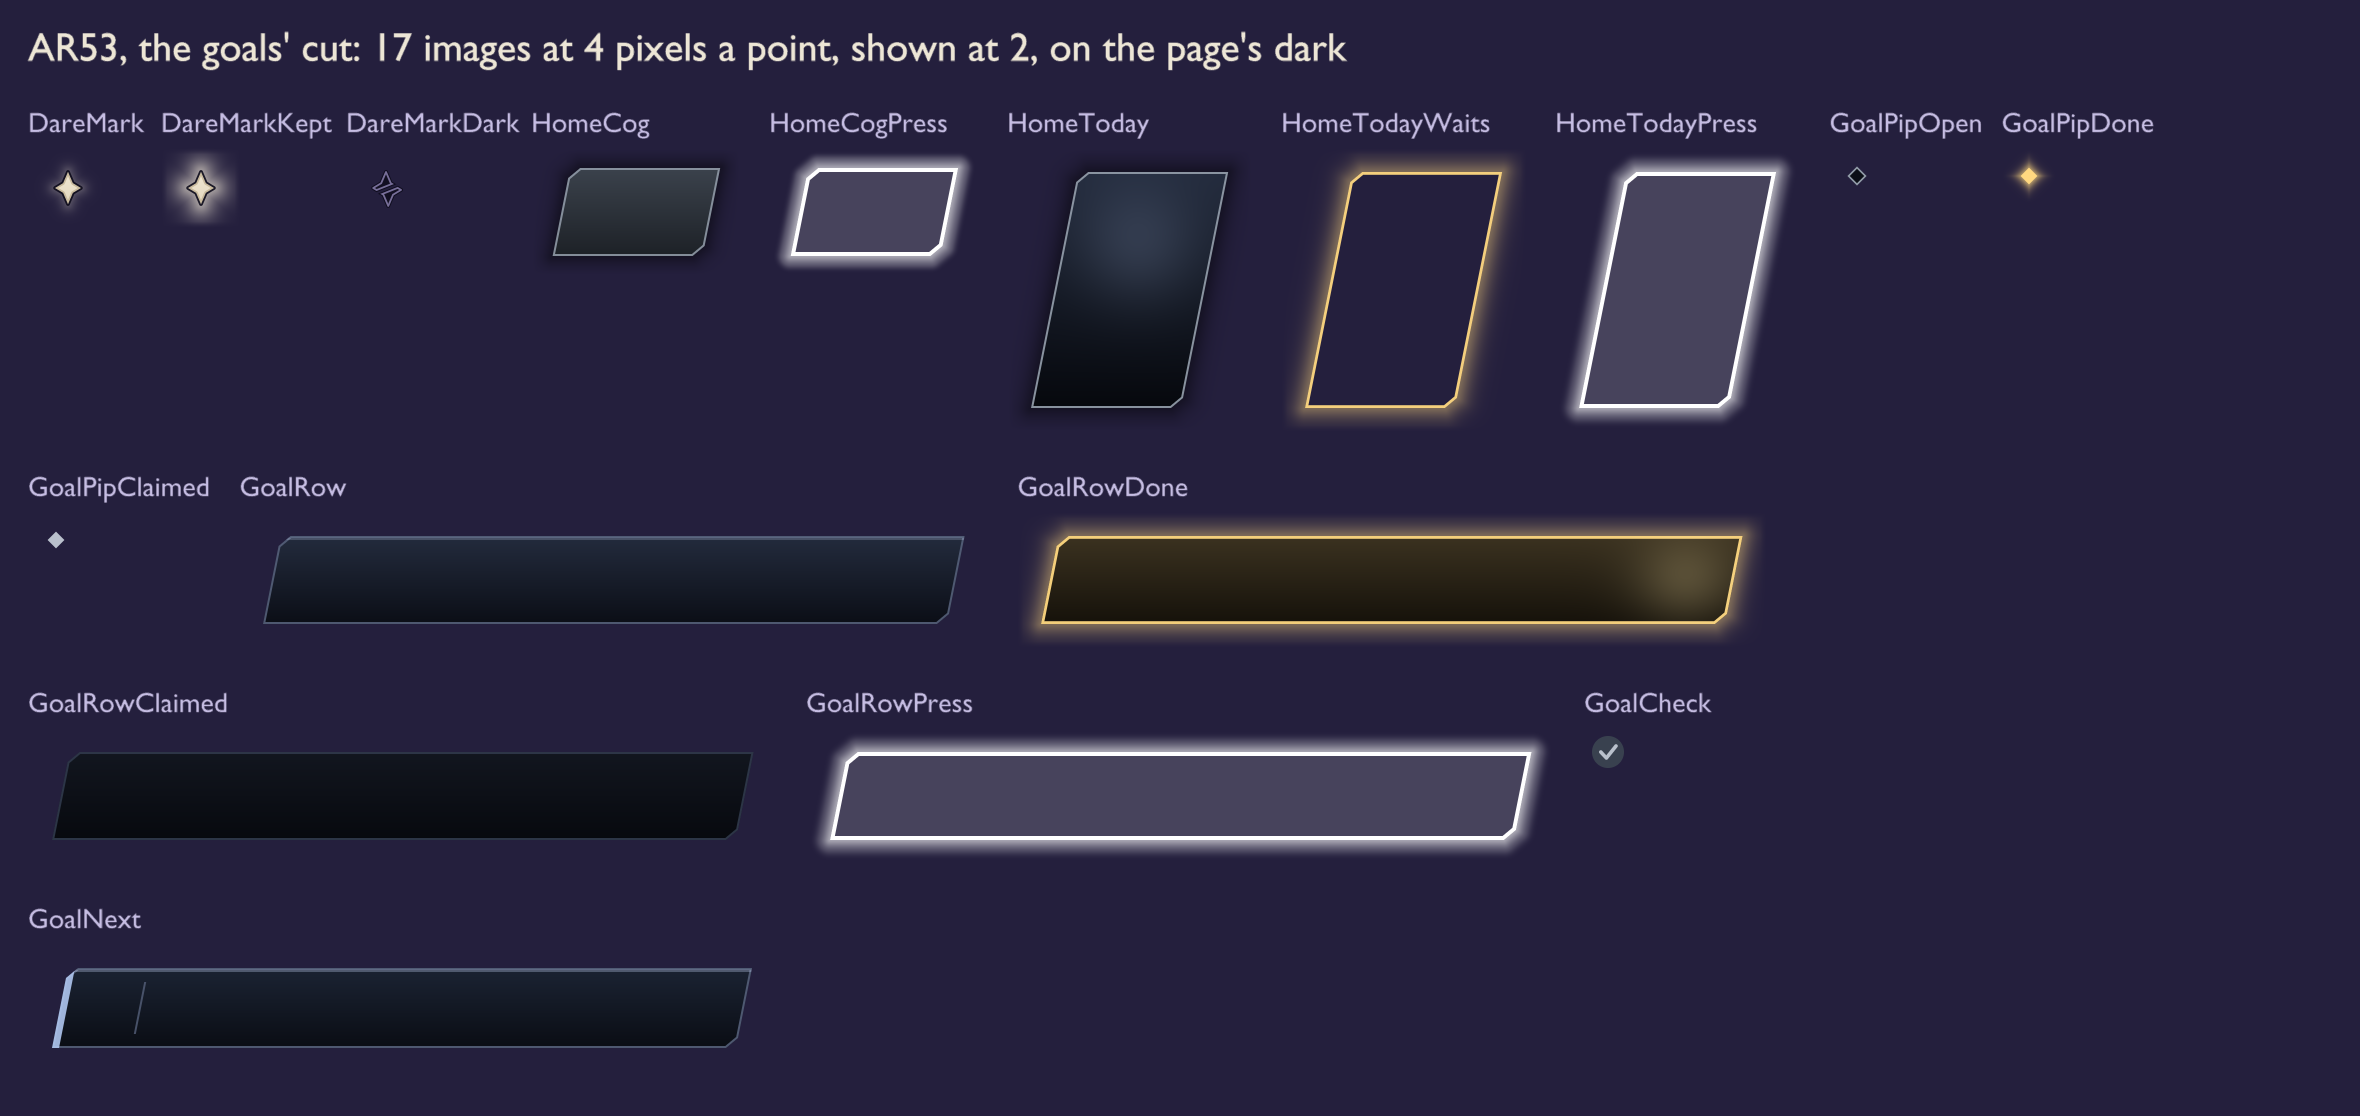 AR53, the goals' cut: 17 images at 4 pixels a point, shown at 2, on the page's dark
DareMark DareMarkKept DareMarkDark HomeCog HomeCogPress HomeToday HomeTodayWaits HomeTodayPress GoalPipOpen GoalPipDone
GoalPipClaimed GoalRow GoalRowDone
GoalRowClaimed GoalRowPress GoalCheck
GoalNext